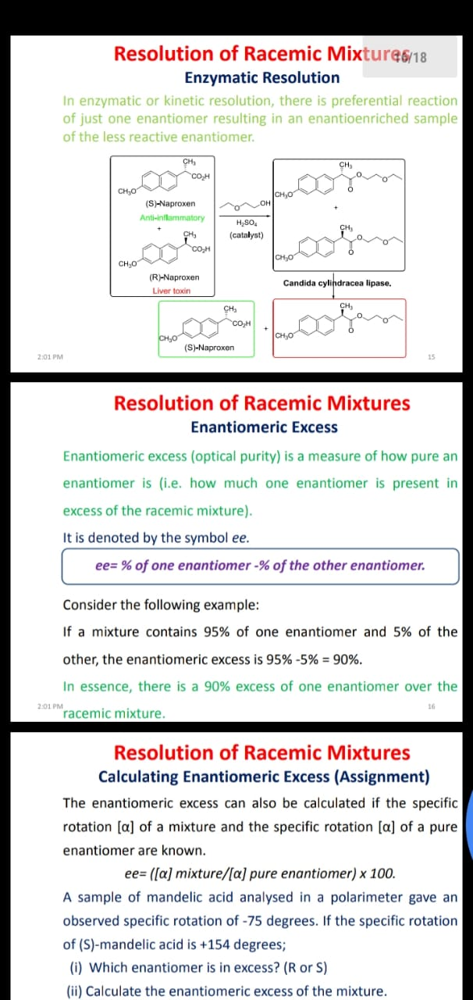 Resolution of Racemic Mixtures
16/18
Enzymatic Resolution
In enzymatic or kinetic resolution, there is preferential reaction
of just one enantiomer resulting in an enantioenriched sample
of the less reactive enantiomer.
CH₃
CO₂H
CH₃O
(S)-Naproxen
Anti-inflammatory
+
CH₃
CO₂H
CH₃O
(R)-Naproxen
Liver toxin
O
OH
H₂SO₄
(catalyst)
CH₃
O
O
O
CH₃O
+
CH₃
O
O
O
CH₃O
Candida cylindracea lipase.
CH₃
CO₂H
CH₃O
(S)-Naproxen
+
CH₃
O
O
O
CH₃O
2:01 PM
15
Resolution of Racemic Mixtures
Enantiomeric Excess
Enantiomeric excess (optical purity) is a measure of how pure an
enantiomer is (i.e. how much one enantiomer is present in
excess of the racemic mixture).
It is denoted by the symbol ee.
ee= % of one enantiomer -% of the other enantiomer.
Consider the following example:
If a mixture contains 95% of one enantiomer and 5% of the
other, the enantiomeric excess is 95% -5% = 90%.
In essence, there is a 90% excess of one enantiomer over the
racemic mixture.
2:01 PM
16
Resolution of Racemic Mixtures
Calculating Enantiomeric Excess (Assignment)
The enantiomeric excess can also be calculated if the specific
rotation [α] of a mixture and the specific rotation [α] of a pure
enantiomer are known.
ee= ([α] mixture/[α] pure enantiomer) x 100.
A sample of mandelic acid analysed in a polarimeter gave an
observed specific rotation of -75 degrees. If the specific rotation
of (S)-mandelic acid is +154 degrees;
(i) Which enantiomer is in excess? (R or S)
(ii) Calculate the enantiomeric excess of the mixture.